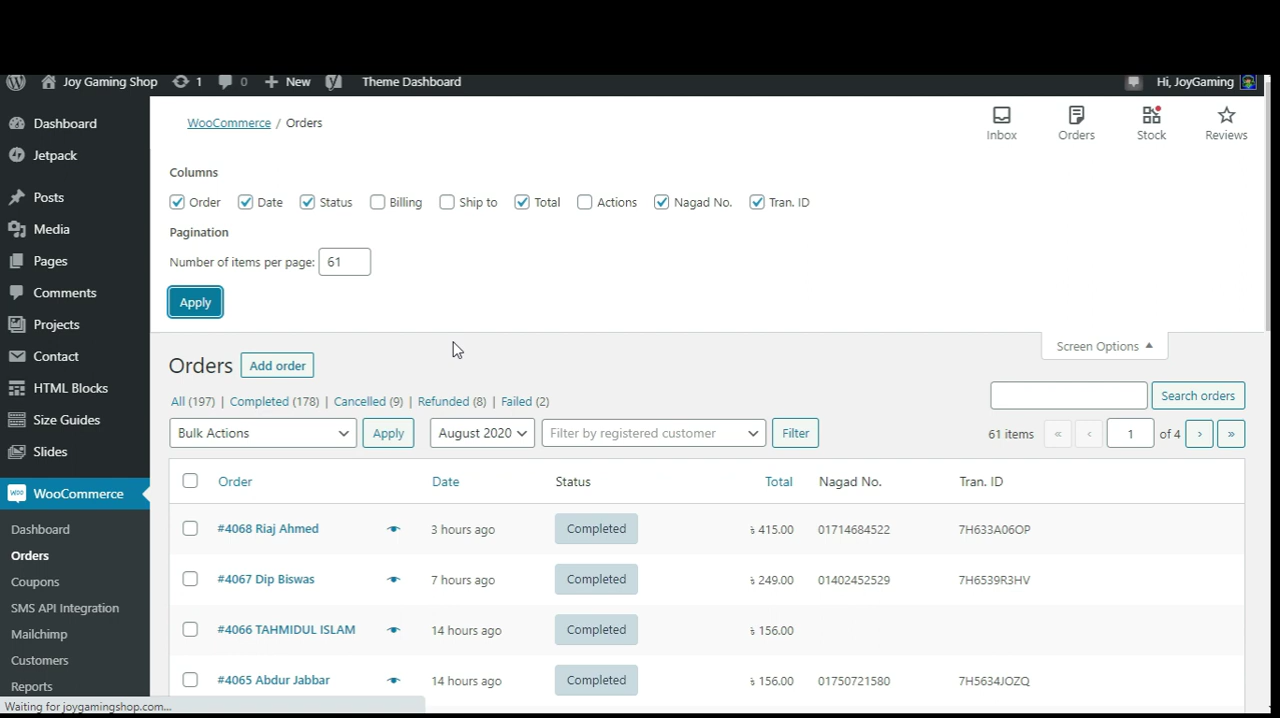 Joy Gaming Shop 1 0 New Theme Dashboard Hi, JoyGaming
Dashboard
Jetpack
Posts
Media
Pages
Comments
Projects
Contact
HTML Blocks
Size Guides
Slides
WooCommerce
Dashboard
Orders
Coupons
SMS API Integration
Mailchimp
Customers
Reports
WooCommerce / Orders
Inbox Orders Stock Reviews
Columns
Order Date Status Billing Ship to Total Actions Nagad No. Tran. ID
Pagination
Number of items per page: 61
Apply
Screen Options
Orders Add order
All (197) | Completed (178) | Cancelled (9) | Refunded (8) | Failed (2)
Search orders
Bulk Actions Apply August 2020 Filter by registered customer Filter 61 items « ‹ 1 of 4 › »
Order Date Status Total Nagad No. Tran. ID
#4068 Riaj Ahmed 3 hours ago Completed ৳ 415.00 01714684522 7H633A06OP
#4067 Dip Biswas 7 hours ago Completed ৳ 249.00 01402452529 7H6539R3HV
#4066 TAHMIDUL ISLAM 14 hours ago Completed ৳ 156.00
#4065 Abdur Jabbar 14 hours ago Completed ৳ 156.00 01750721580 7H5634JOZQ
Waiting for joygamingshop.com...